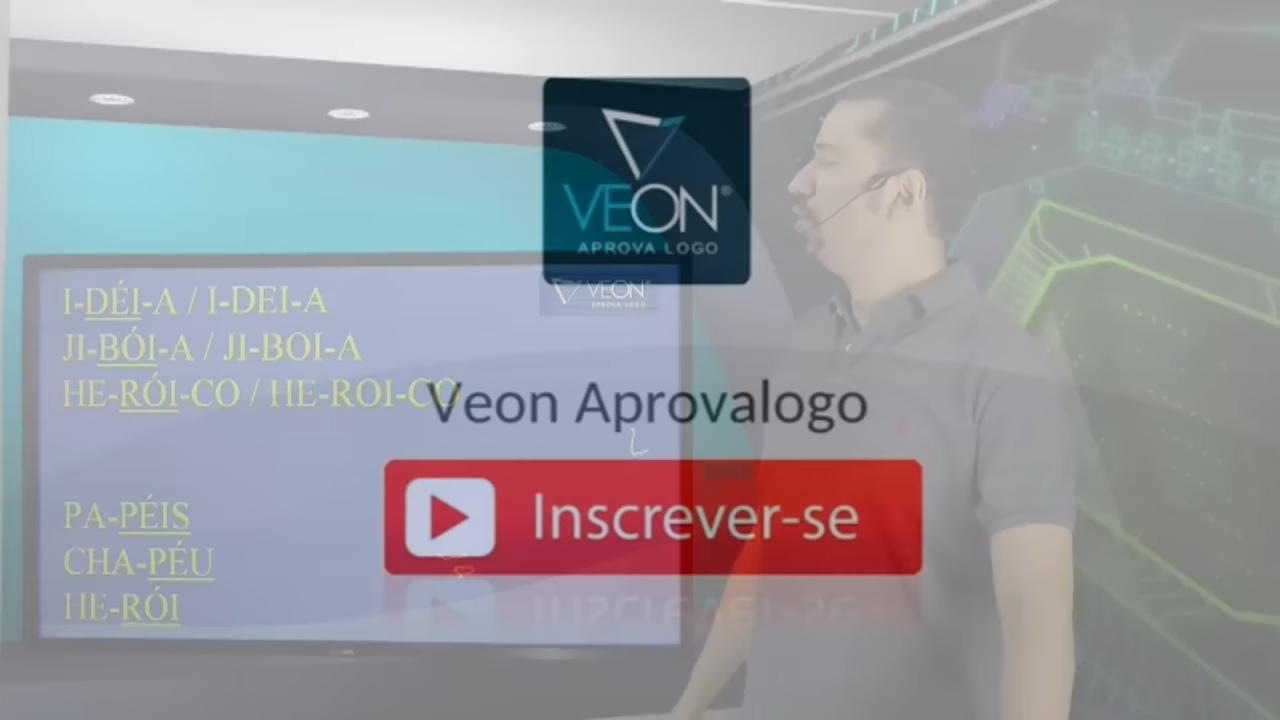 VEON®
APROVA LOGO
VEON®
APROVA LOGO
I-DÉI-A / I-DEI-A
JI-BÓI-A / JI-BOI-A
HE-RÓI-CO / HE-ROI-CO
Veon Aprovalogo
Inscrever-se
PA-PÉIS
CHA-PÉU
HE-RÓI